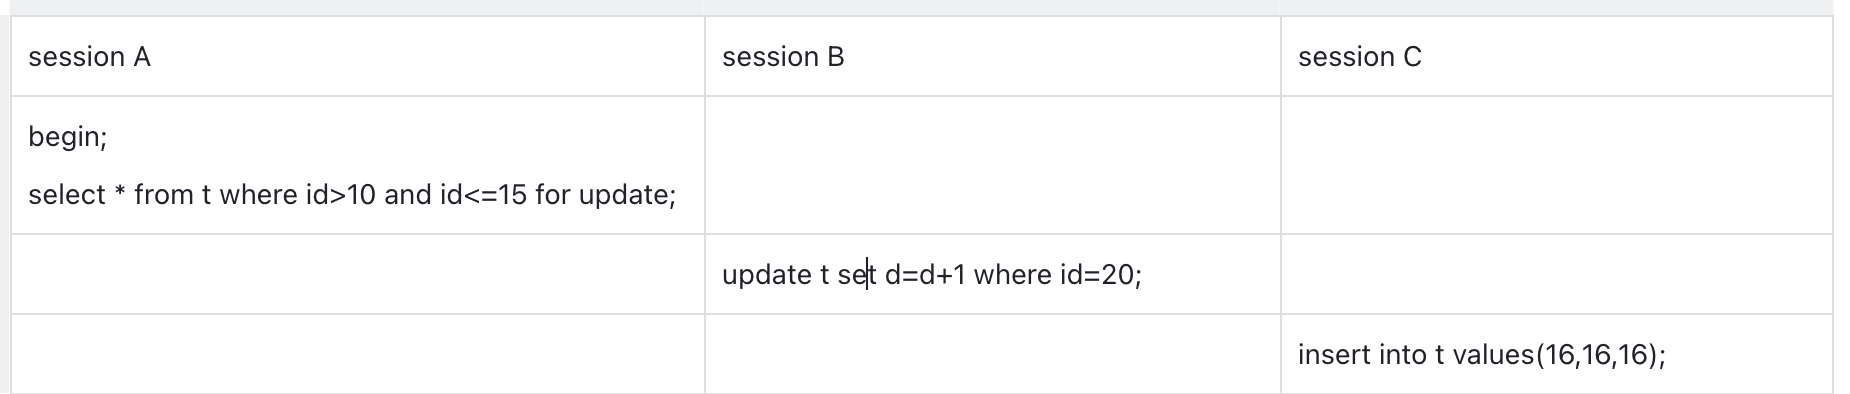 session A
session B
session C
begin;
select * from t where id>10 and id<=15 for update;
update t set d=d+1 where id=20;
insert into t values(16,16,16);